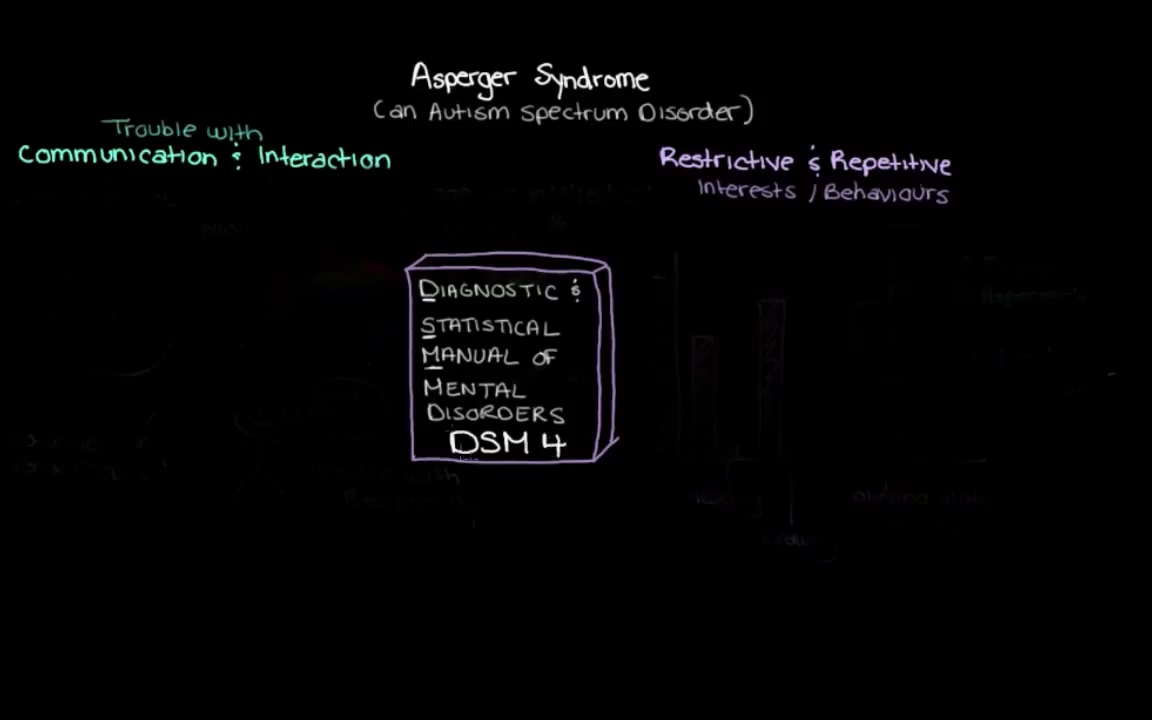 Asperger Syndrome
(an Autism Spectrum Disorder)
Trouble with
Communication & Interaction
Restrictive & Repetitive
Interests / Behaviours
DIAGNOSTIC &
STATISTICAL
MANUAL OF
MENTAL
DISORDERS
DSM 4